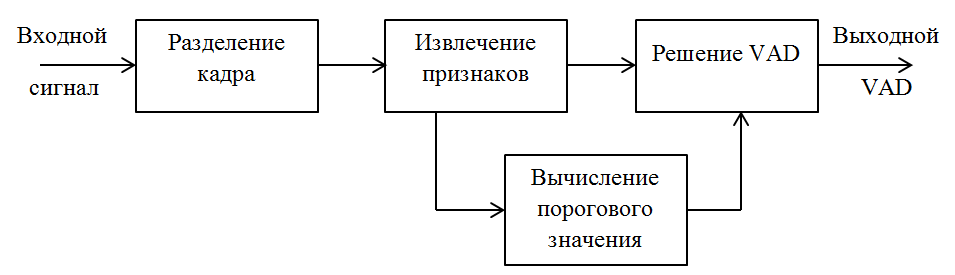 Входной
сигнал
Разделение
кадра
Извлечение
признаков
Решение VAD
Выходной
VAD
Вычисление
порогового
значения